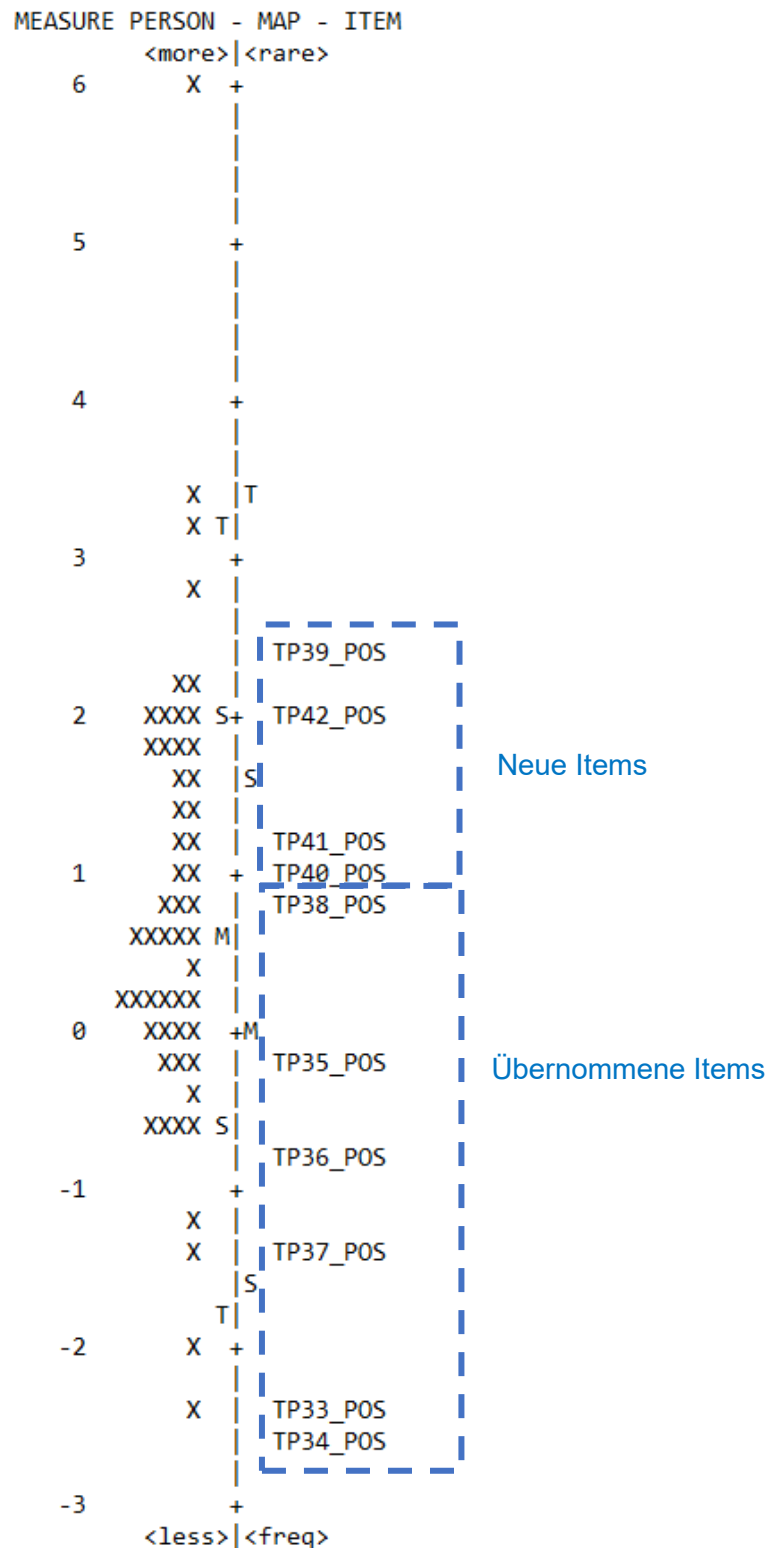 MEASURE PERSON - MAP - ITEM
<more>|<rare>
6 X +
|
|
|
|
5 +
|
|
|
|
4 +
|
|
X |T
X T|
3 +
X |
|
| TP39_POS
XX |
2 XXXX S+ TP42_POS
XXXX |
XX |S
Neue Items
XX |
XX | TP41_POS
1 XX + TP40_POS
XXX | TP38_POS
XXXXX M|
X |
XXXXXX |
0 XXXX +M
XXX | TP35_POS
Übernommene Items
X |
XXXX S|
| TP36_POS
-1 +
X |
X | TP37_POS
|S
T|
-2 X +
|
X | TP33_POS
| TP34_POS
|
-3 +
<less>|<freq>